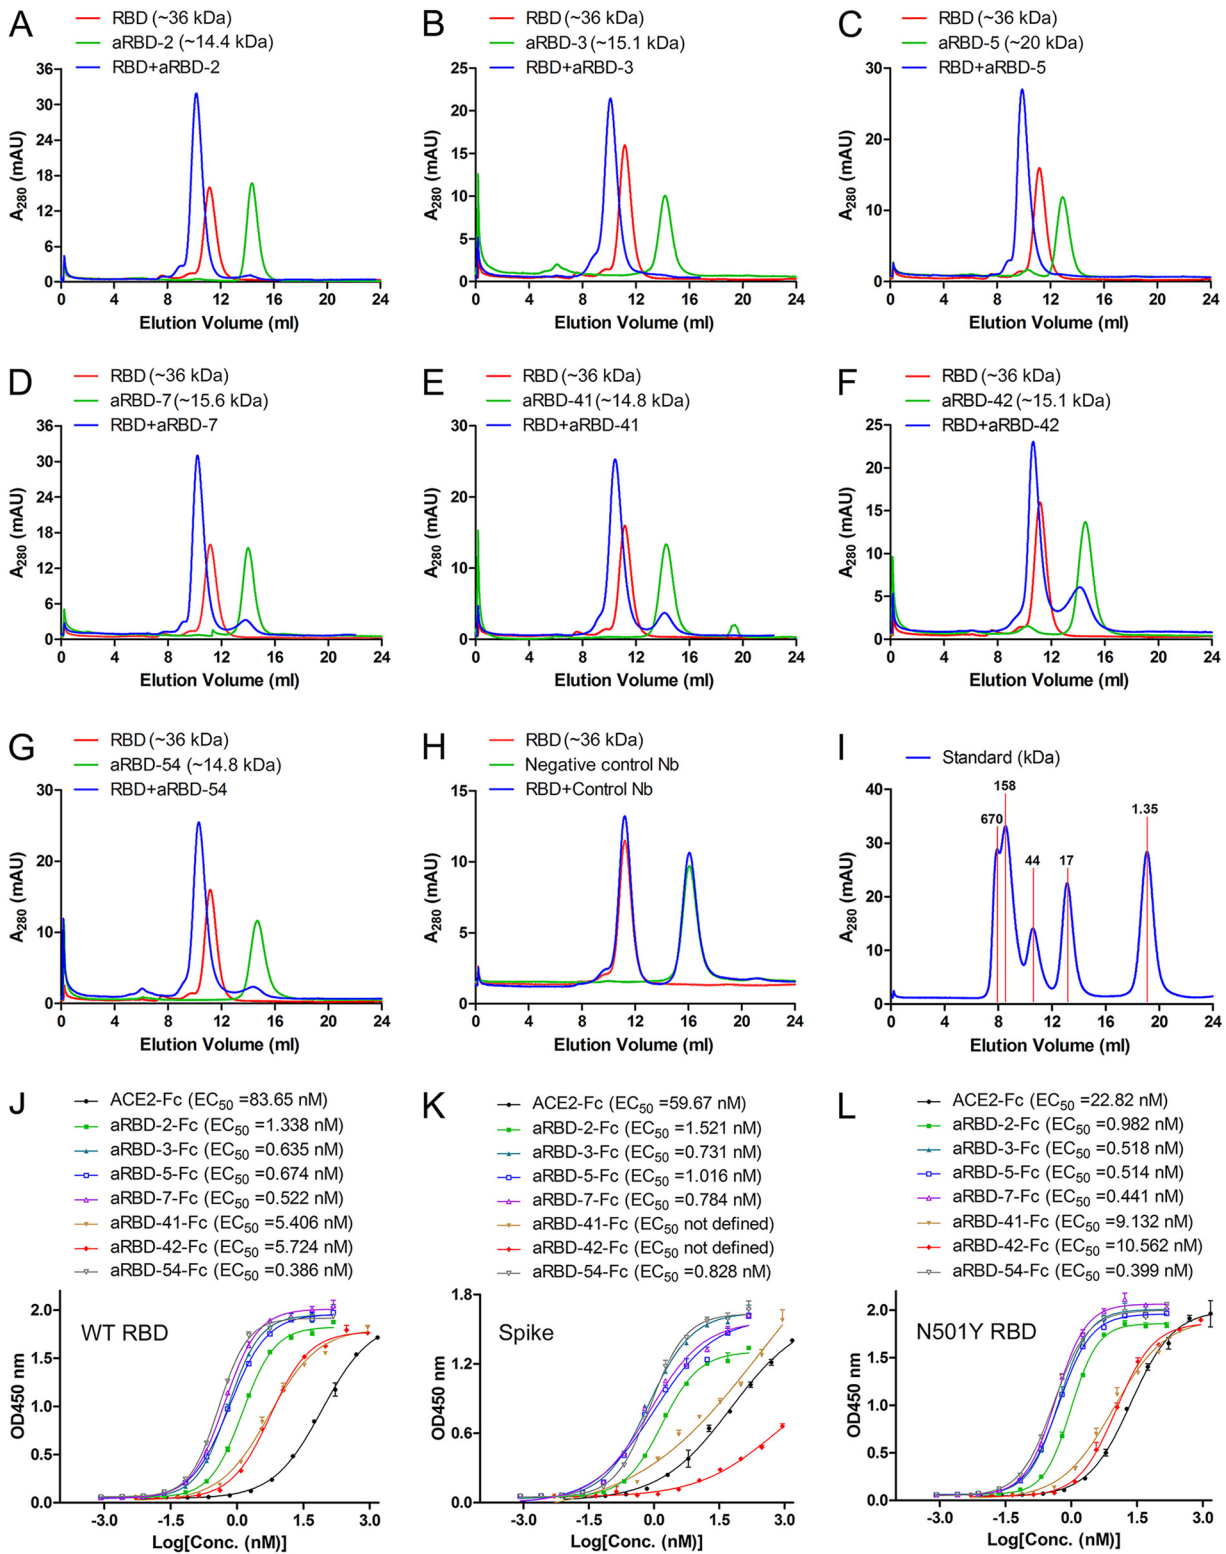 A
RBD (~36 kDa)
aRBD-2 (~14.4 kDa)
RBD+aRBD-2
36
30
24
18
12
6
0
A280 (mAU)
0 4 8 12 16 20 24
Elution Volume (ml)
B
RBD (~36 kDa)
aRBD-3 (~15.1 kDa)
RBD+aRBD-3
25
20
15
10
5
0
A280 (mAU)
0 4 8 12 16 20 24
Elution Volume (ml)
C
RBD (~36 kDa)
aRBD-5 (~20 kDa)
RBD+aRBD-5
30
20
10
0
A280 (mAU)
0 4 8 12 16 20 24
Elution Volume (ml)
D
RBD (~36 kDa)
aRBD-7 (~15.6 kDa)
RBD+aRBD-7
36
30
24
18
12
6
0
A280 (mAU)
0 4 8 12 16 20 24
Elution Volume (ml)
E
RBD (~36 kDa)
aRBD-41 (~14.8 kDa)
RBD+aRBD-41
30
20
10
0
A280 (mAU)
0 4 8 12 16 20 24
Elution Volume (ml)
F
RBD (~36 kDa)
aRBD-42 (~15.1 kDa)
RBD+aRBD-42
25
20
15
10
5
0
A280 (mAU)
0 4 8 12 16 20 24
Elution Volume (ml)
G
RBD (~36 kDa)
aRBD-54 (~14.8 kDa)
RBD+aRBD-54
30
20
10
0
A280 (mAU)
0 4 8 12 16 20 24
Elution Volume (ml)
H
RBD (~36 kDa)
Negative control Nb
RBD+Control Nb
15
10
5
0
A280 (mAU)
0 4 8 12 16 20 24
Elution Volume (ml)
I
Standard (kDa)
670
158
44
17
1.35
40
30
20
10
0
A280 (mAU)
0 4 8 12 16 20 24
Elution Volume (ml)
J
ACE2-Fc (EC50 =83.65 nM)
aRBD-2-Fc (EC50 =1.338 nM)
aRBD-3-Fc (EC50 =0.635 nM)
aRBD-5-Fc (EC50 =0.674 nM)
aRBD-7-Fc (EC50 =0.522 nM)
aRBD-41-Fc (EC50 =5.406 nM)
aRBD-42-Fc (EC50 =5.724 nM)
aRBD-54-Fc (EC50 =0.386 nM)
WT RBD
2.0
1.5
1.0
0.5
0.0
OD450 nm
-3.0 -1.5 0.0 1.5 3.0
Log[Conc. (nM)]
K
ACE2-Fc (EC50 =59.67 nM)
aRBD-2-Fc (EC50 =1.521 nM)
aRBD-3-Fc (EC50 =0.731 nM)
aRBD-5-Fc (EC50 =1.016 nM)
aRBD-7-Fc (EC50 =0.784 nM)
aRBD-41-Fc (EC50 not defined)
aRBD-42-Fc (EC50 not defined)
aRBD-54-Fc (EC50 =0.828 nM)
Spike
1.8
1.2
0.6
0.0
OD450 nm
-3.0 -1.5 0.0 1.5 3.0
Log[Conc. (nM)]
L
ACE2-Fc (EC50 =22.82 nM)
aRBD-2-Fc (EC50 =0.982 nM)
aRBD-3-Fc (EC50 =0.518 nM)
aRBD-5-Fc (EC50 =0.514 nM)
aRBD-7-Fc (EC50 =0.441 nM)
aRBD-41-Fc (EC50 =9.132 nM)
aRBD-42-Fc (EC50 =10.562 nM)
aRBD-54-Fc (EC50 =0.399 nM)
N501Y RBD
2.0
1.5
1.0
0.5
0.0
OD450 nm
-3.0 -1.5 0.0 1.5 3.0
Log[Conc. (nM)]